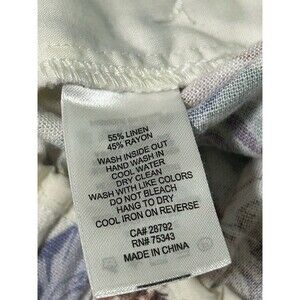 55% LINEN
45% RAYON
WASH INSIDE OUT
HAND WASH IN
COOL WATER
DRY CLEAN
WASH WITH LIKE COLORS
DO NOT BLEACH
HANG TO DRY
COOL IRON ON REVERSE
CA# 28792
RN# 75343
MADE IN CHINA